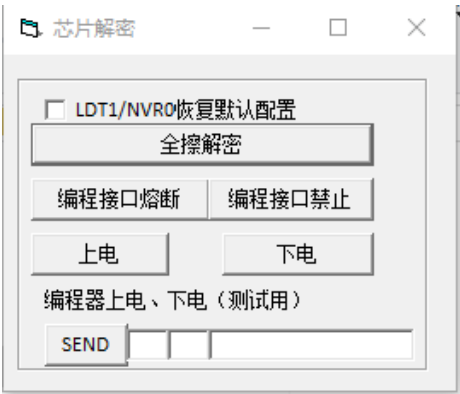 芯片解密
LDT1/NVR0恢复默认配置
全擦解密
编程接口熔断 编程接口禁止
上电 下电
编程器上电、下电（测试用）
SEND